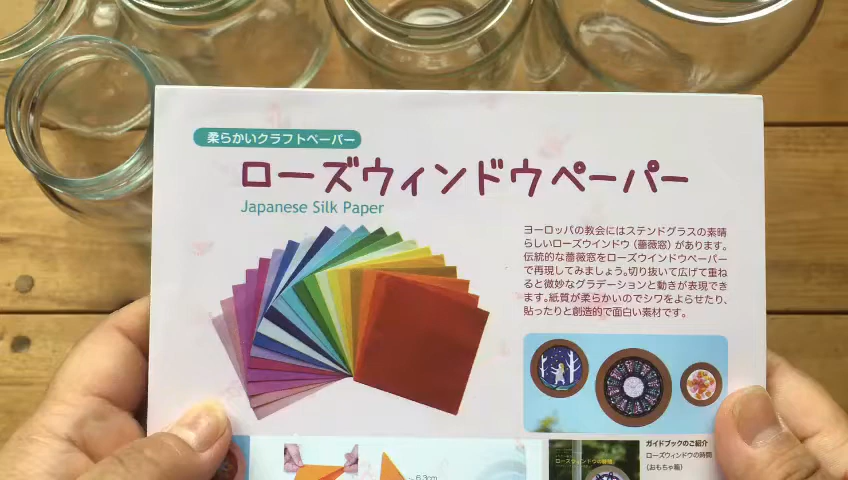 柔らかいクラフトペーパー
ローズウィンドウペーパー
Japanese Silk Paper
ヨーロッパの教会にはステンドグラスの素晴
らしいローズウインドウ（薔薇窓）があります。
伝統的な薔薇窓をローズウインドウペーパー
で再現してみましょう。切り抜いて広げて重ね
ると微妙なグラデーションと動きが表現でき
ます。紙質が柔らかいのでシワをよらせたり、
貼ったりと創造的で面白い素材です。
ガイドブックのご紹介
ローズウィンドウの時間
（おもちゃ箱）
6.3cm